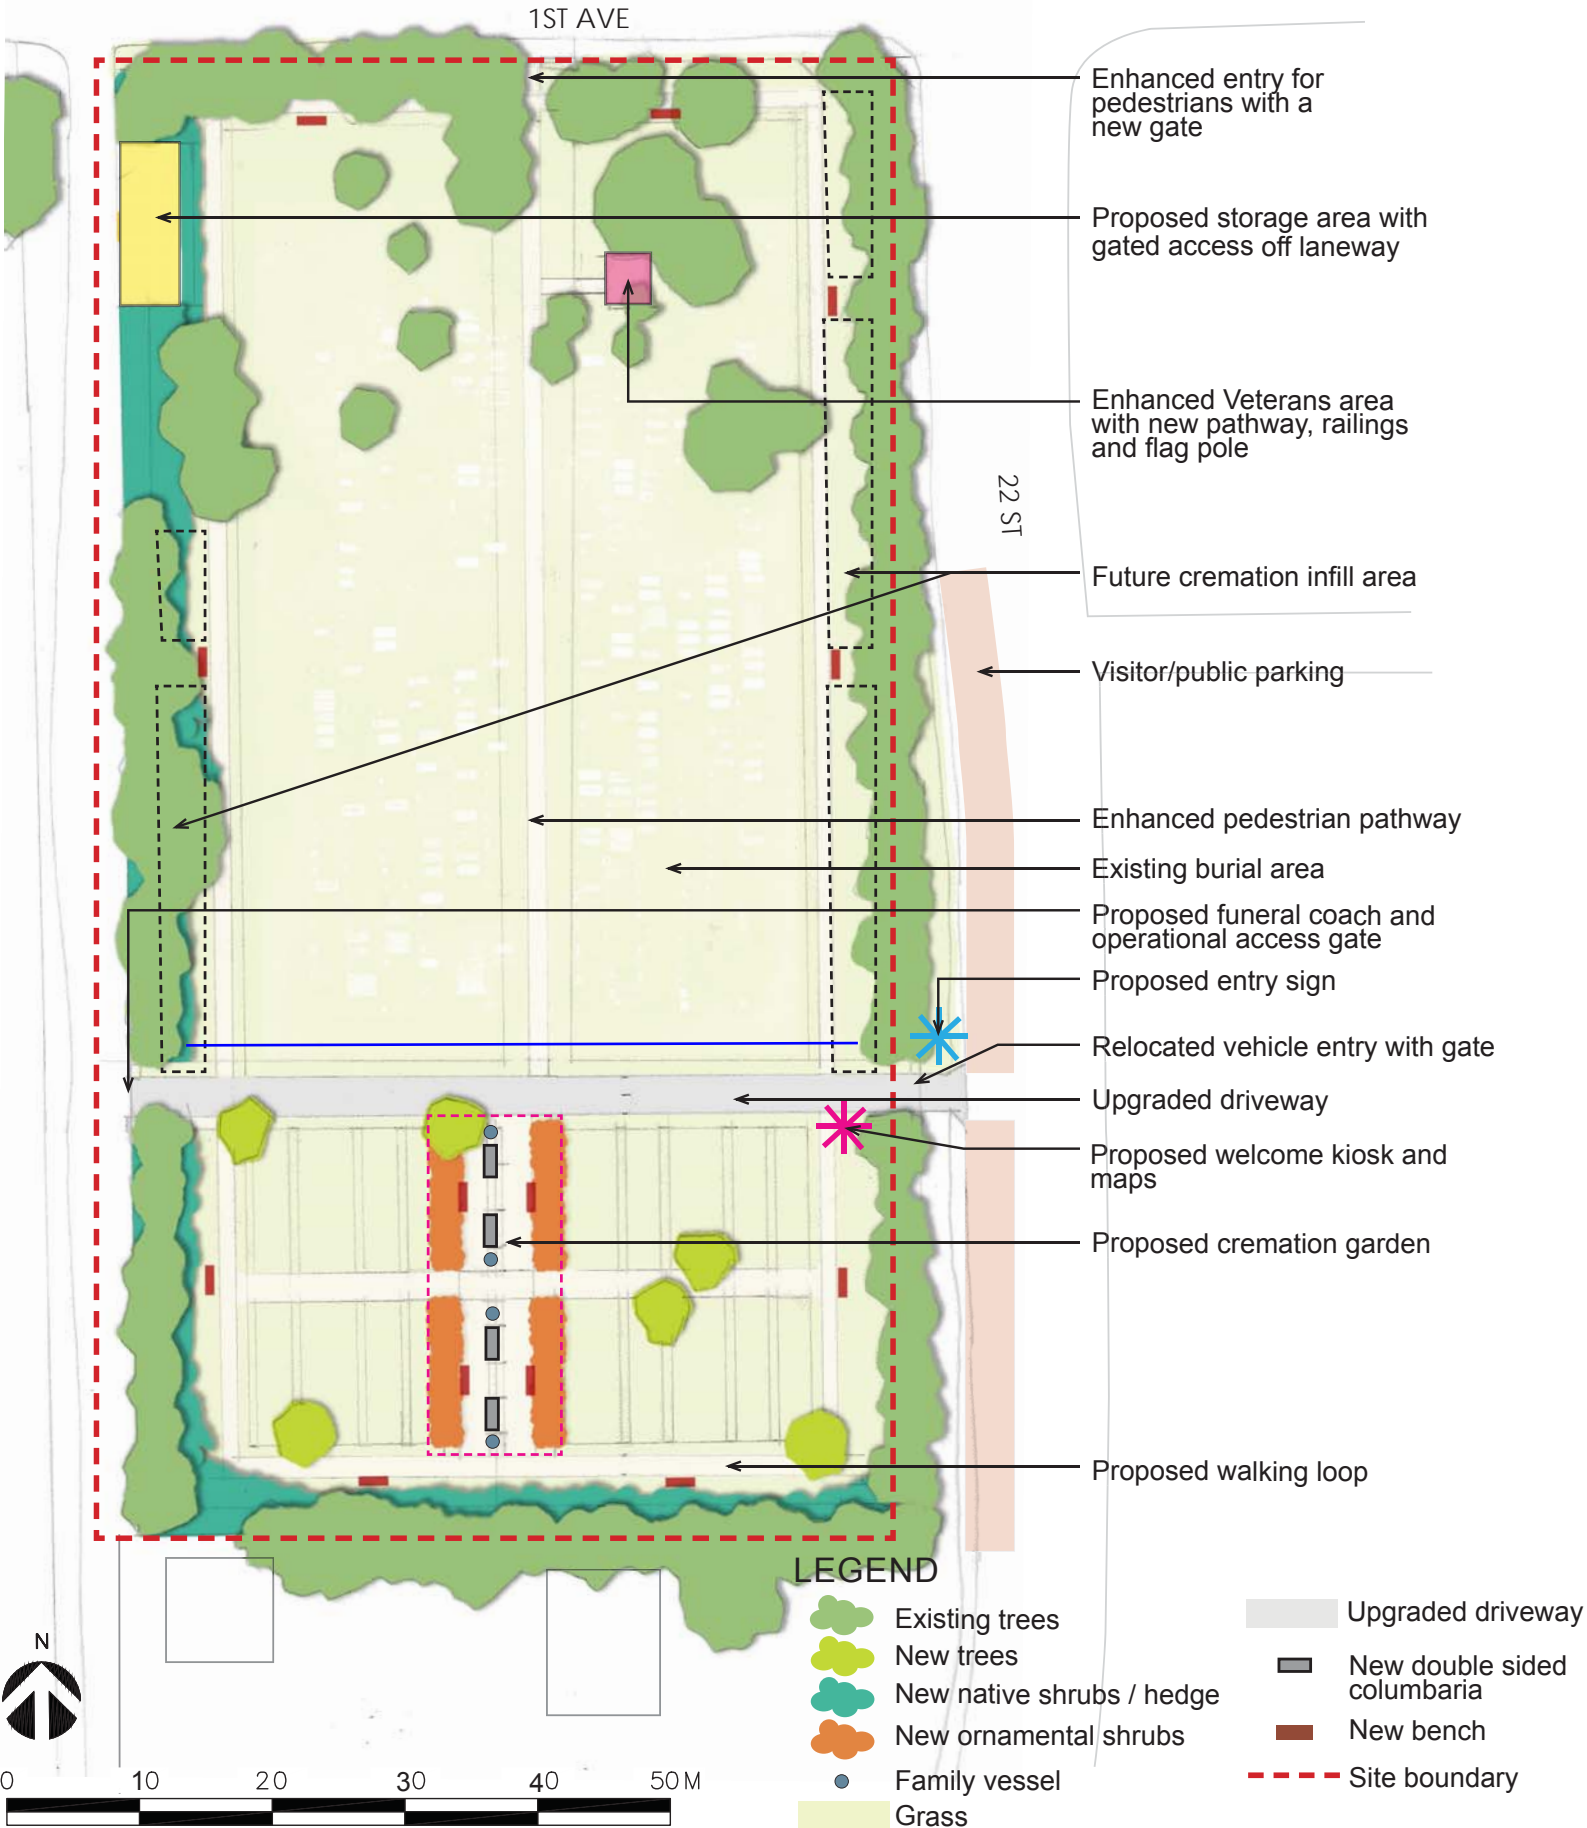 1ST AVE
Enhanced entry for
pedestrians with a
new gate
Proposed storage area with
gated access off laneway
Enhanced Veterans area
with new pathway, railings
and flag pole
22 ST
Future cremation infill area
Visitor/public parking
Enhanced pedestrian pathway
Existing burial area
Proposed funeral coach and
operational access gate
Proposed entry sign
Relocated vehicle entry with gate
Upgraded driveway
Proposed welcome kiosk and
maps
Proposed cremation garden
Proposed walking loop
LEGEND
Existing trees
New trees
New native shrubs / hedge
New ornamental shrubs
Family vessel
Grass
Upgraded driveway
New double sided
columbaria
New bench
Site boundary
N
0 10 20 30 40 50 M